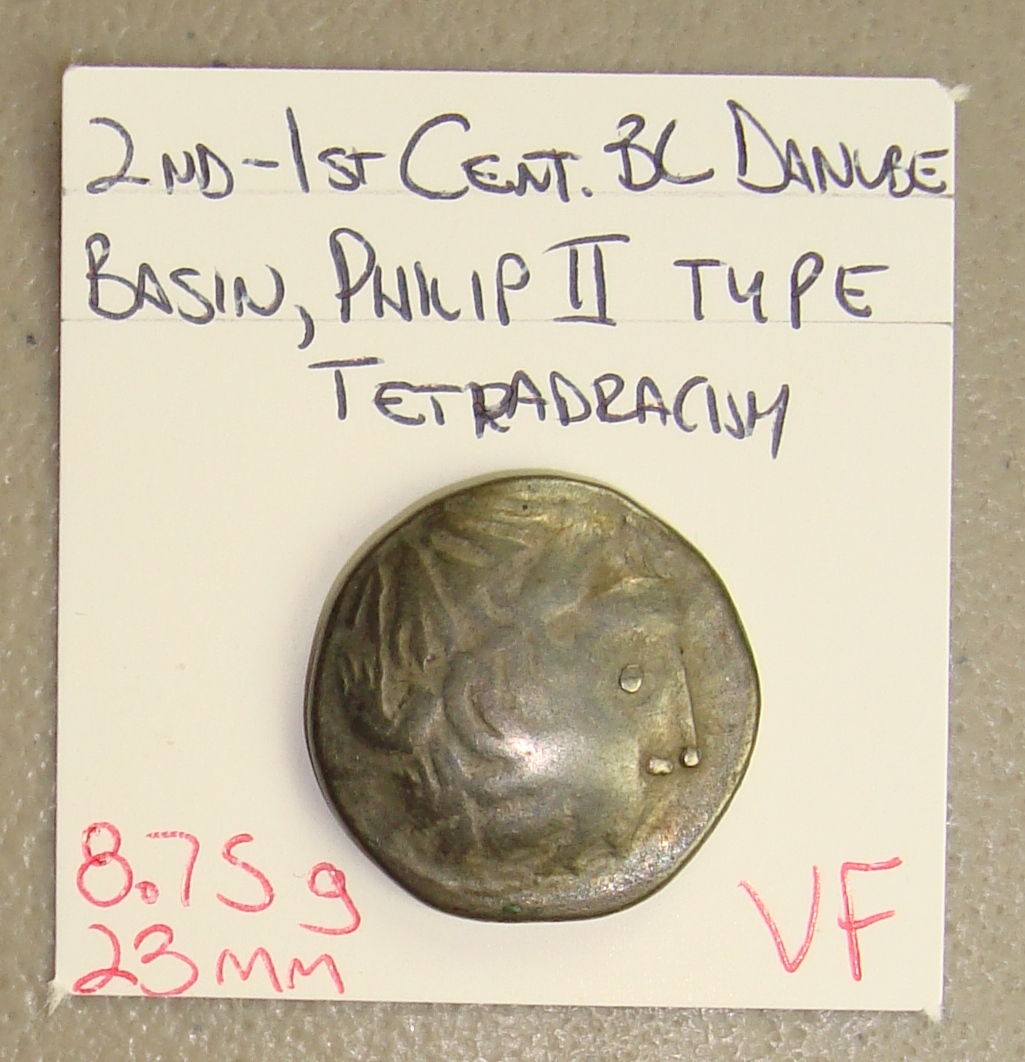 2ND-1ST CENT. BC DANUBE
BASIN, PHILIP II TYPE
TETRADRACHM
8.75 g
23 MM
VF